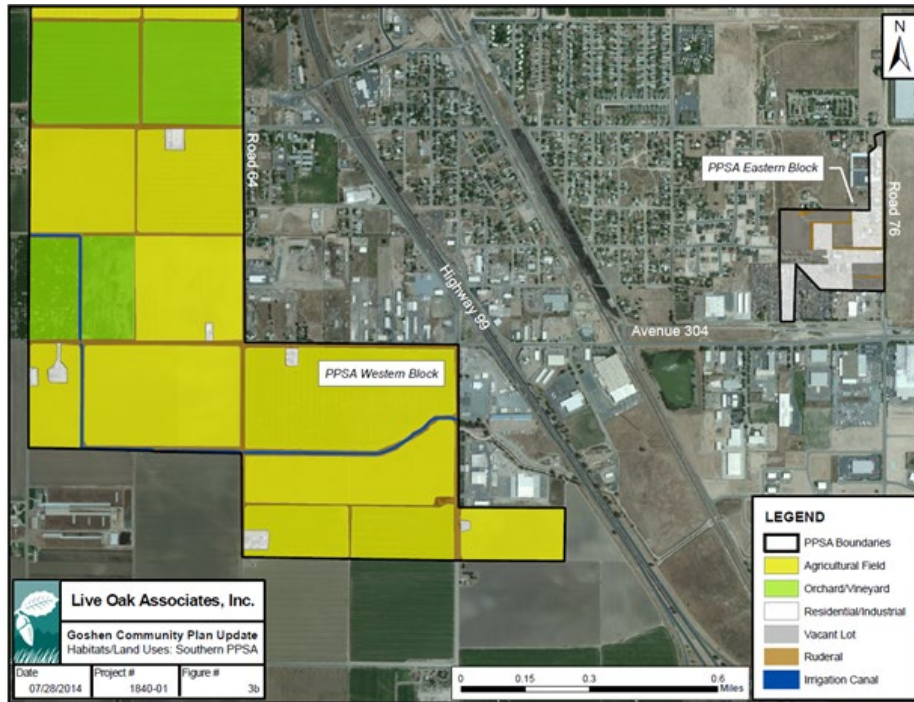 N
PPSA Eastern Block
Road 64
Road 76
Highway 99
Avenue 304
PPSA Western Block
LEGEND
PPSA Boundaries
Agricultural Field
Orchard/Vineyard
Residential/Industrial
Vacant Lot
Ruderal
Irrigation Canal
Live Oak Associates, Inc.
Goshen Community Plan Update
Habitats/Land Uses: Southern PPSA
Date Project # Figure #
07/28/2014 1840-01 3b
0 0.15 0.3 0.6
Miles